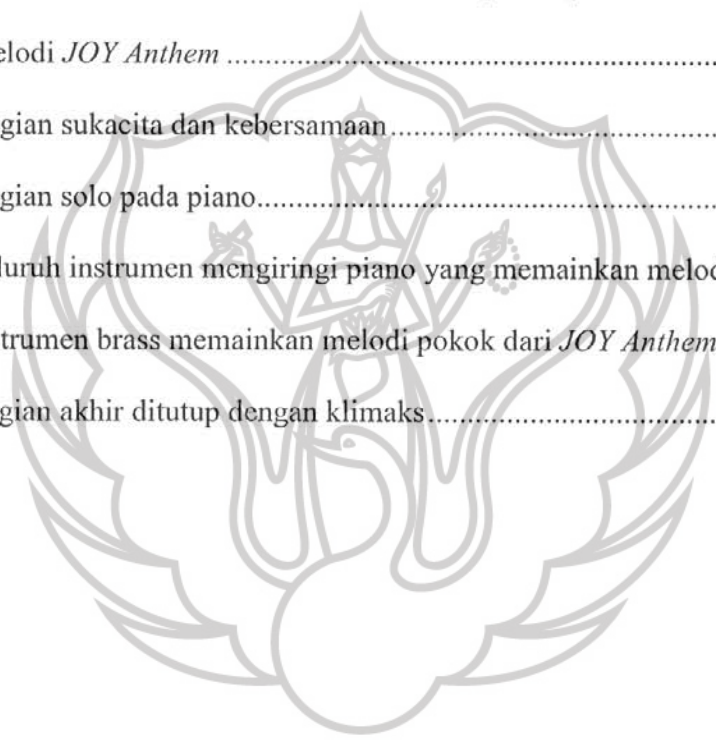 elodi JOY Anthem ................................................................
gian sukacita dan kebersamaan ...........................................
gian solo pada piano............................................................
luruh instrumen mengiringi piano yang memainkan meloc
trumen brass memainkan melodi pokok dari JOY Anthem
gian akhir ditutup dengan klimaks.......................................